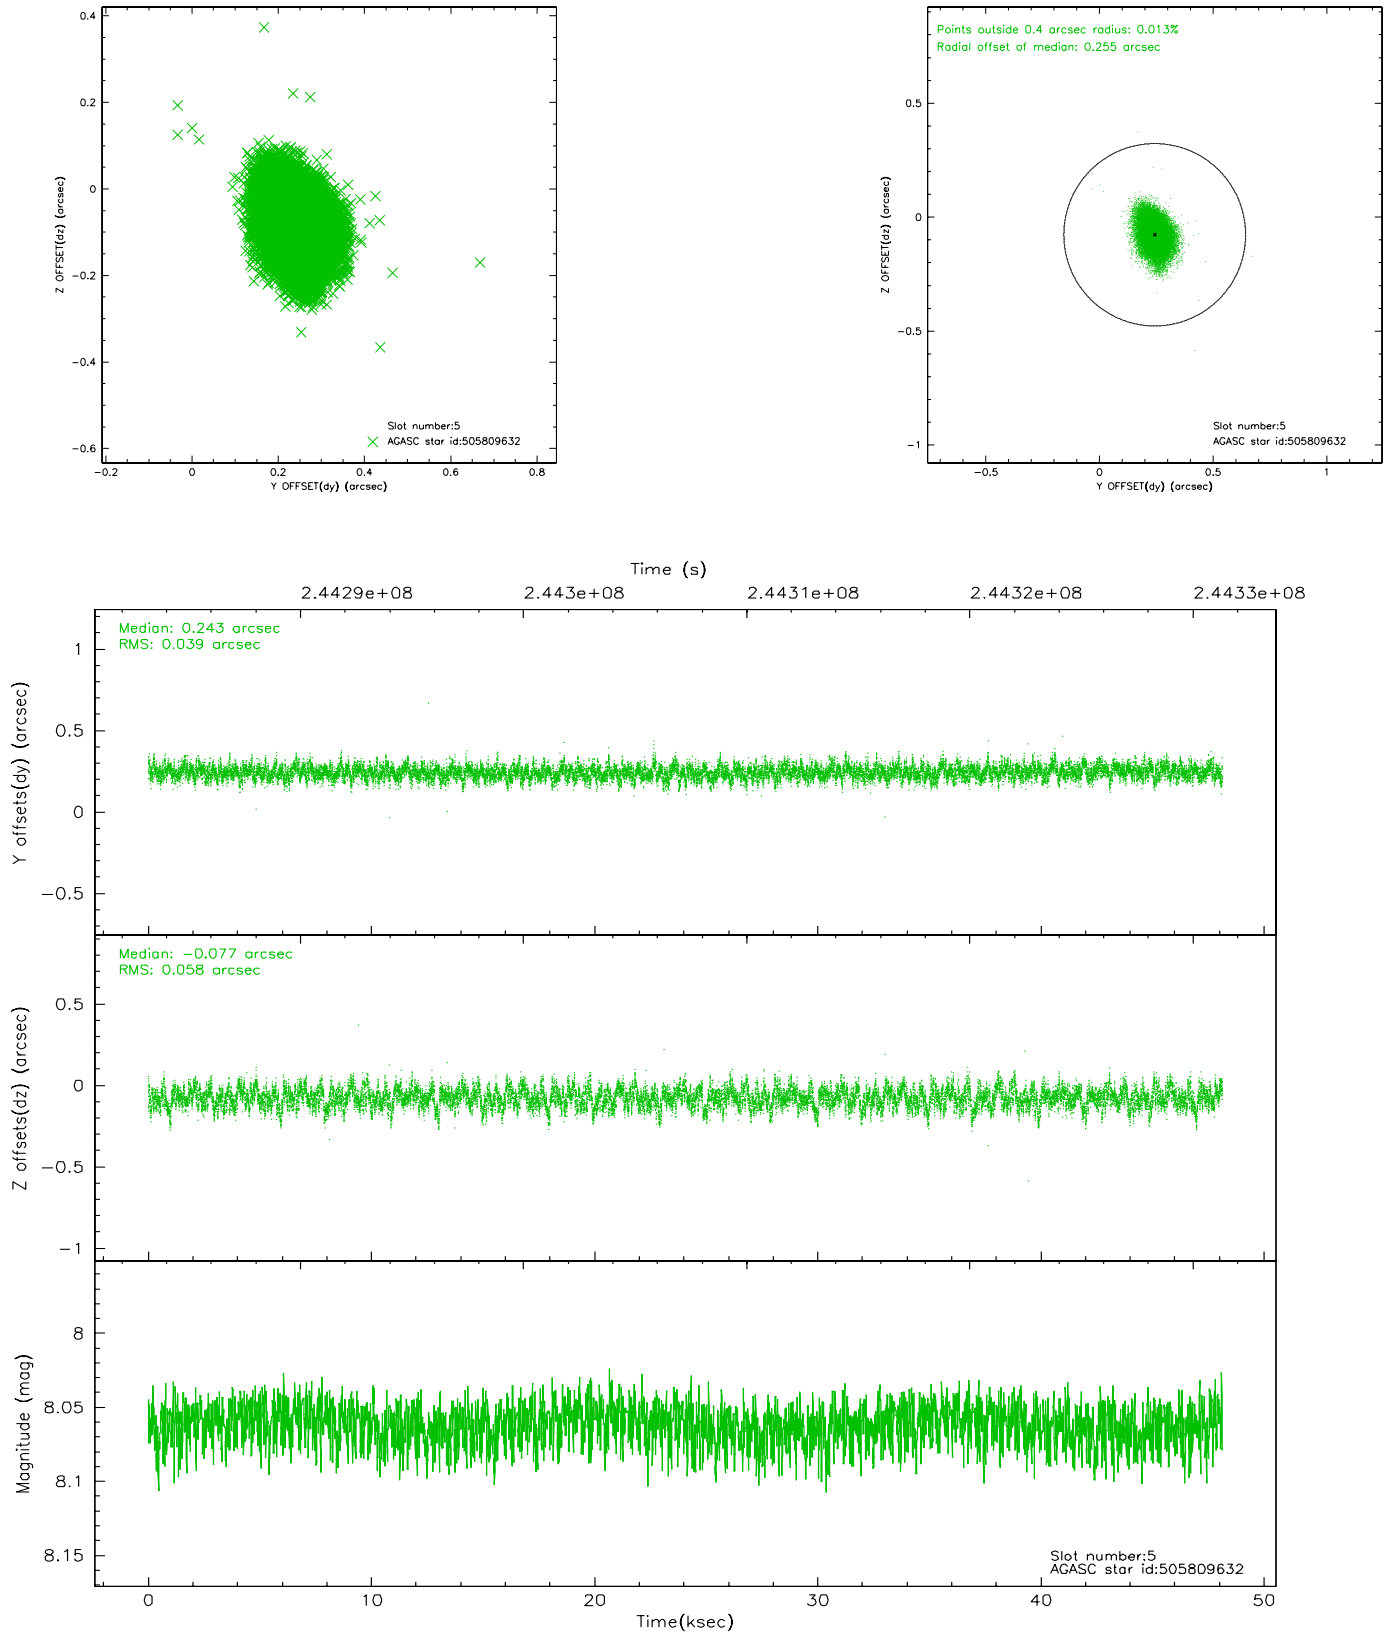 0.4
0.2
0
−0.2
−0.4
−0.6
Z OFFSET(dz) (arcsec)
Slot number:5
AGASC star id:505809632
−0.2 0 0.2 0.4 0.6 0.8
Y OFFSET(dy) (arcsec)
Points outside 0.4 arcsec radius: 0.013%
Radial offset of median: 0.255 arcsec
0.5
0
−0.5
−1
Z OFFSET(dz) (arcsec)
Slot number:5
AGASC star id:505809632
−0.5 0 0.5 1
Y OFFSET(dy) (arcsec)
Time (s)
2.4429e+08 2.443e+08 2.4431e+08 2.4432e+08 2.4433e+08
Median: 0.243 arcsec
RMS: 0.039 arcsec
1
0.5
0
−0.5
Y offsets(dy) (arcsec)
Median: −0.077 arcsec
RMS: 0.058 arcsec
0.5
0
−0.5
−1
Z offsets(dz) (arcsec)
8
8.05
8.1
8.15
Magnitude (mag)
Slot number:5
AGASC star id:505809632
0 10 20 30 40 50
Time(ksec)